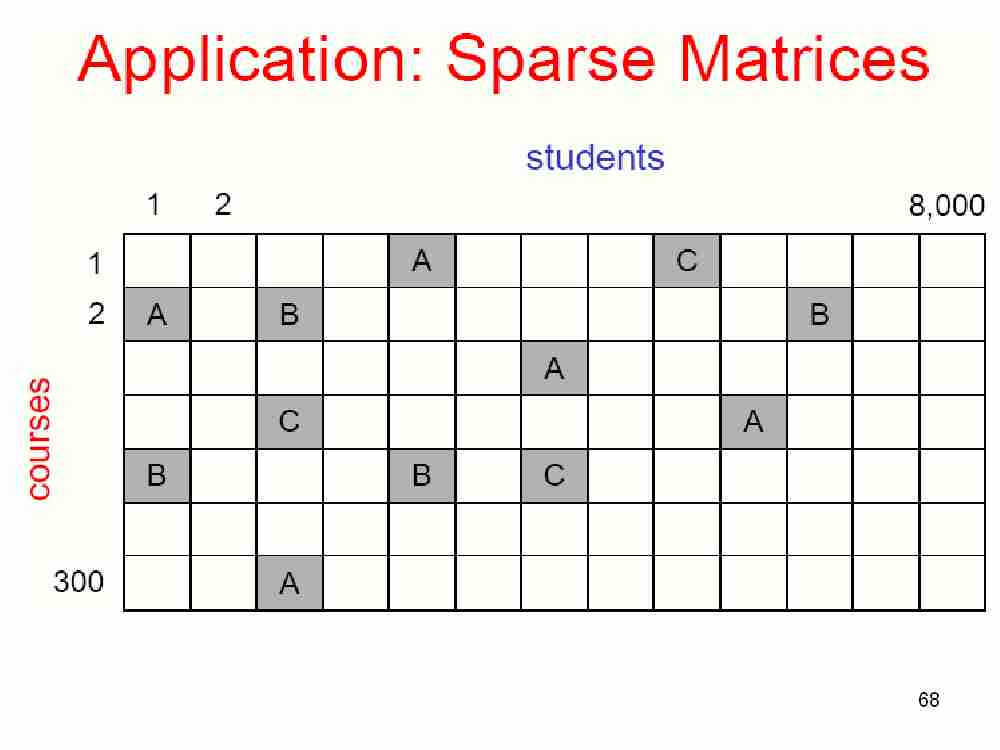 Application: Sparse Matrices
students
1 2 8,000
courses
1 A C
2 A B B
A
C A
B B C
300 A
68